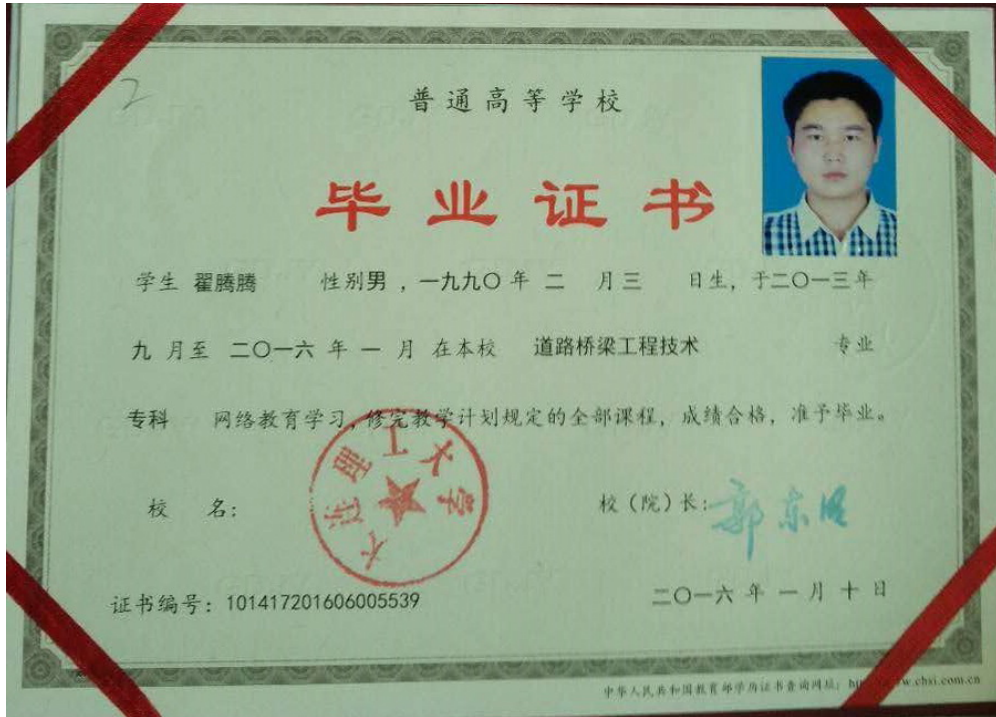 2
普通高等学校
毕业证书
学生 翟腾腾 性别男，一九九〇年 二 月三 日生，于二〇一三年
九 月至 二〇一六 年 一 月 在本校 道路桥梁工程技术 专业
专科 网络教育学习，修完教学计划规定的全部课程，成绩合格，准予毕业。
大连理工大学
校 名： 校（院）长：郭东明
证书编号：101417201606005539 二〇一六 年 一 月 十 日
中华人民共和国教育部学历证书查询网址：http://www.chsi.com.cn